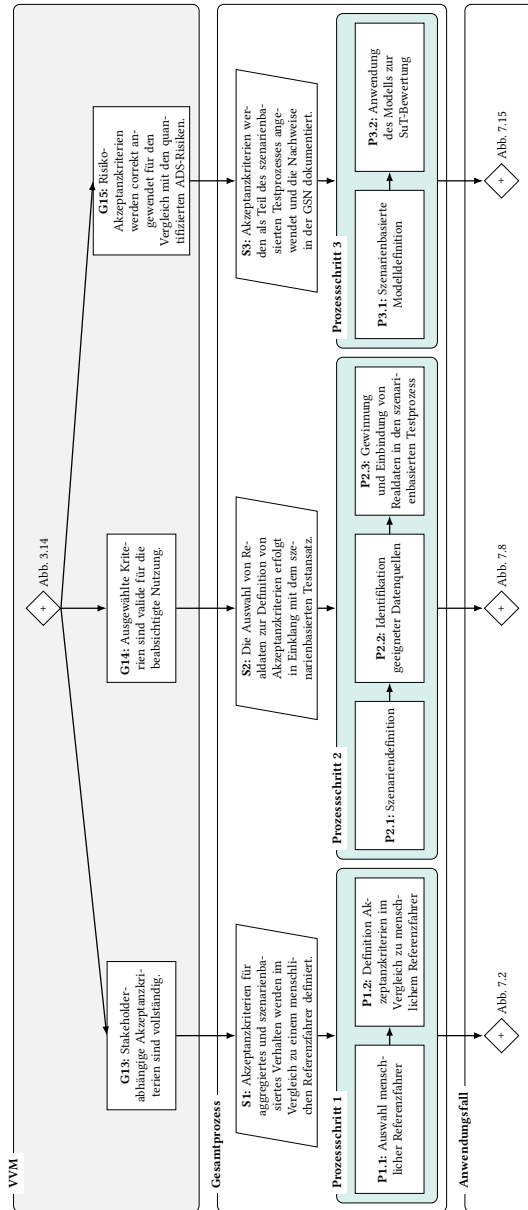 VVM
+
Abb. 3.14
G13: Stakeholder-
abhängige Akzeptanzkri-
terien sind vollständig.
G14: Ausgewählte Krite-
rien sind valide für die
beabsichtigte Nutzung.
G15: Risiko-
Akzeptanzkriterien
werden correkt an-
gewendet für den
Vergleich mit den quan-
tifizierten ADS-Risiken.
Gesamtprozess
S1: Akzeptanzkriterien für
aggregiertes und szenarienba-
siertes Verhalten werden im
Vergleich zu einem menschli-
chen Referenzfahrer definiert.
S2: Die Auswahl von Re-
aldaten zur Definition von
Akzeptanzkriterien erfolgt
in Einklang mit dem sze-
narienbasierten Testansatz.
S3: Akzeptanzkriterien wer-
den als Teil des szenarienba-
sierten Testprozesses ange-
wendet und die Nachweise
in der GSN dokumentiert.
Prozessschritt 1
P1.1: Auswahl mensch-
licher Referenzfahrer
P1.2: Definition Ak-
zeptanzkriterien im
Vergleich zu mensch-
lichem Referenzfahrer
Prozessschritt 2
P2.1: Szenariendefinition
P2.2: Identifikation
geeigneter Datenquellen
P2.3: Gewinnung
und Einbindung von
Realdaten in den szenari-
enbasierten Testprozess
Prozessschritt 3
P3.1: Szenarienbasierte
Modelldefinition
P3.2: Anwendung
des Modells zur
SuT-Bewertung
Anwendungsfall
+
Abb. 7.2
+
Abb. 7.8
+
Abb. 7.15